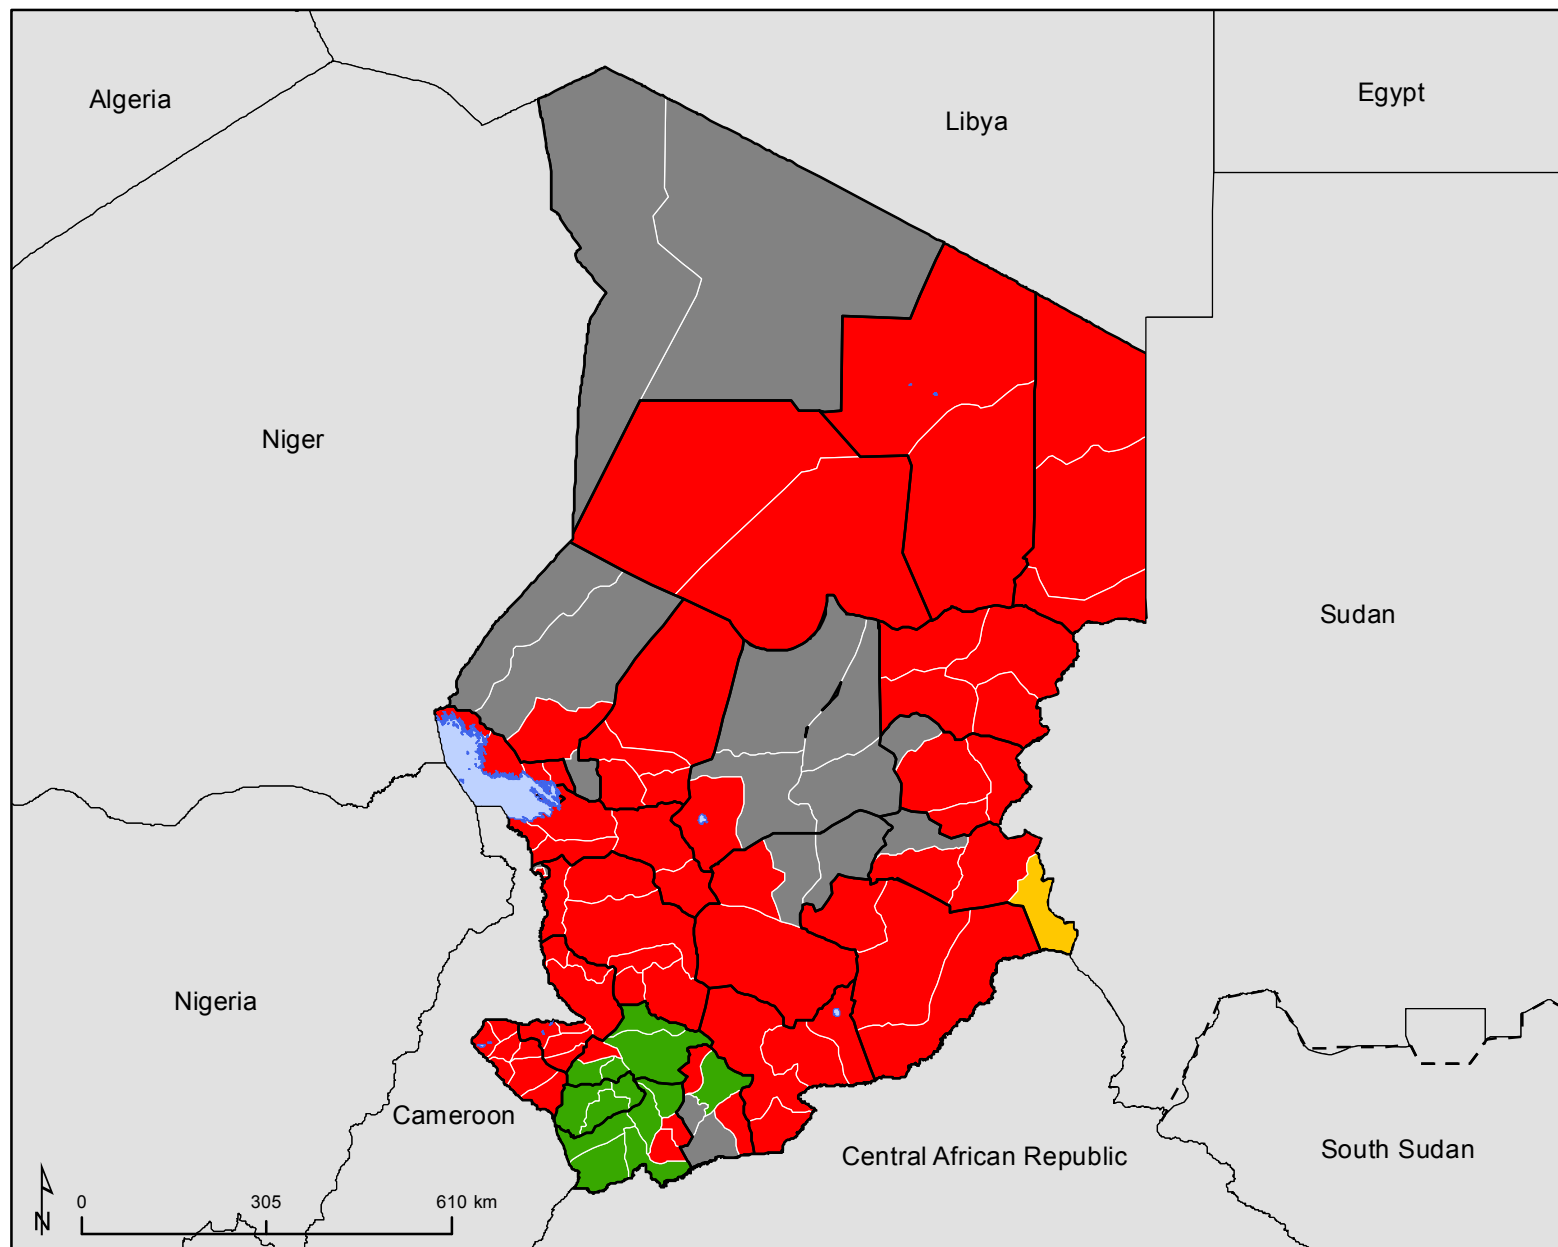 Algeria
Libya
Egypt
Niger
Sudan
Nigeria
Cameroon
Central African Republic
South Sudan
N
0 305 610 km